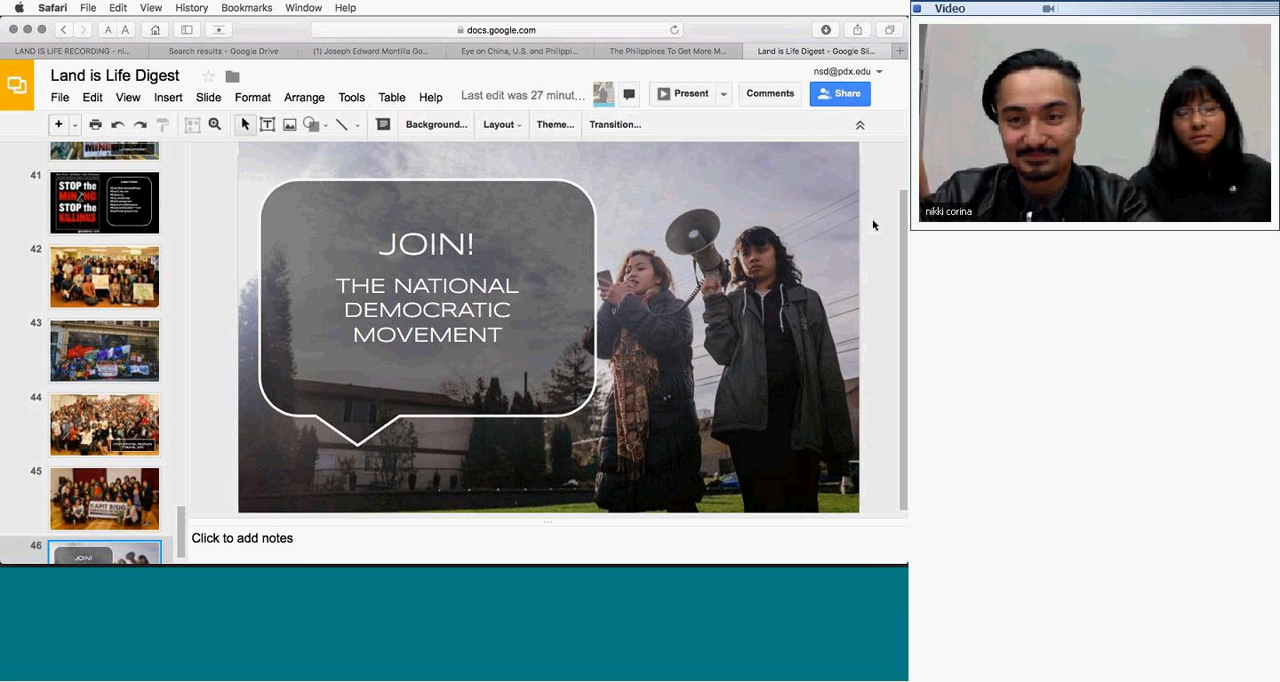 Safari File Edit View History Bookmarks Window Help
Video
A A
docs.google.com
LAND IS LIFE RECORDING - ni...
Search results - Google Drive
(1) Joseph Edward Montilla Go...
Eye on China, U.S. and Philippi...
The Philippines To Get More M...
Land is Life Digest - Google Sli...
Land is Life Digest
nsd@pdx.edu
File Edit View Insert Slide Format Arrange Tools Table Help
Last edit was 27 minut...
Present
Comments
Share
Background... Layout Theme... Transition...
41
STOP the
MINING
STOP the
KILLINGS
42
43
44
45
KAPIT BISIG
46
JOIN!
JOIN!
THE NATIONAL
DEMOCRATIC
MOVEMENT
Click to add notes
nikki corina